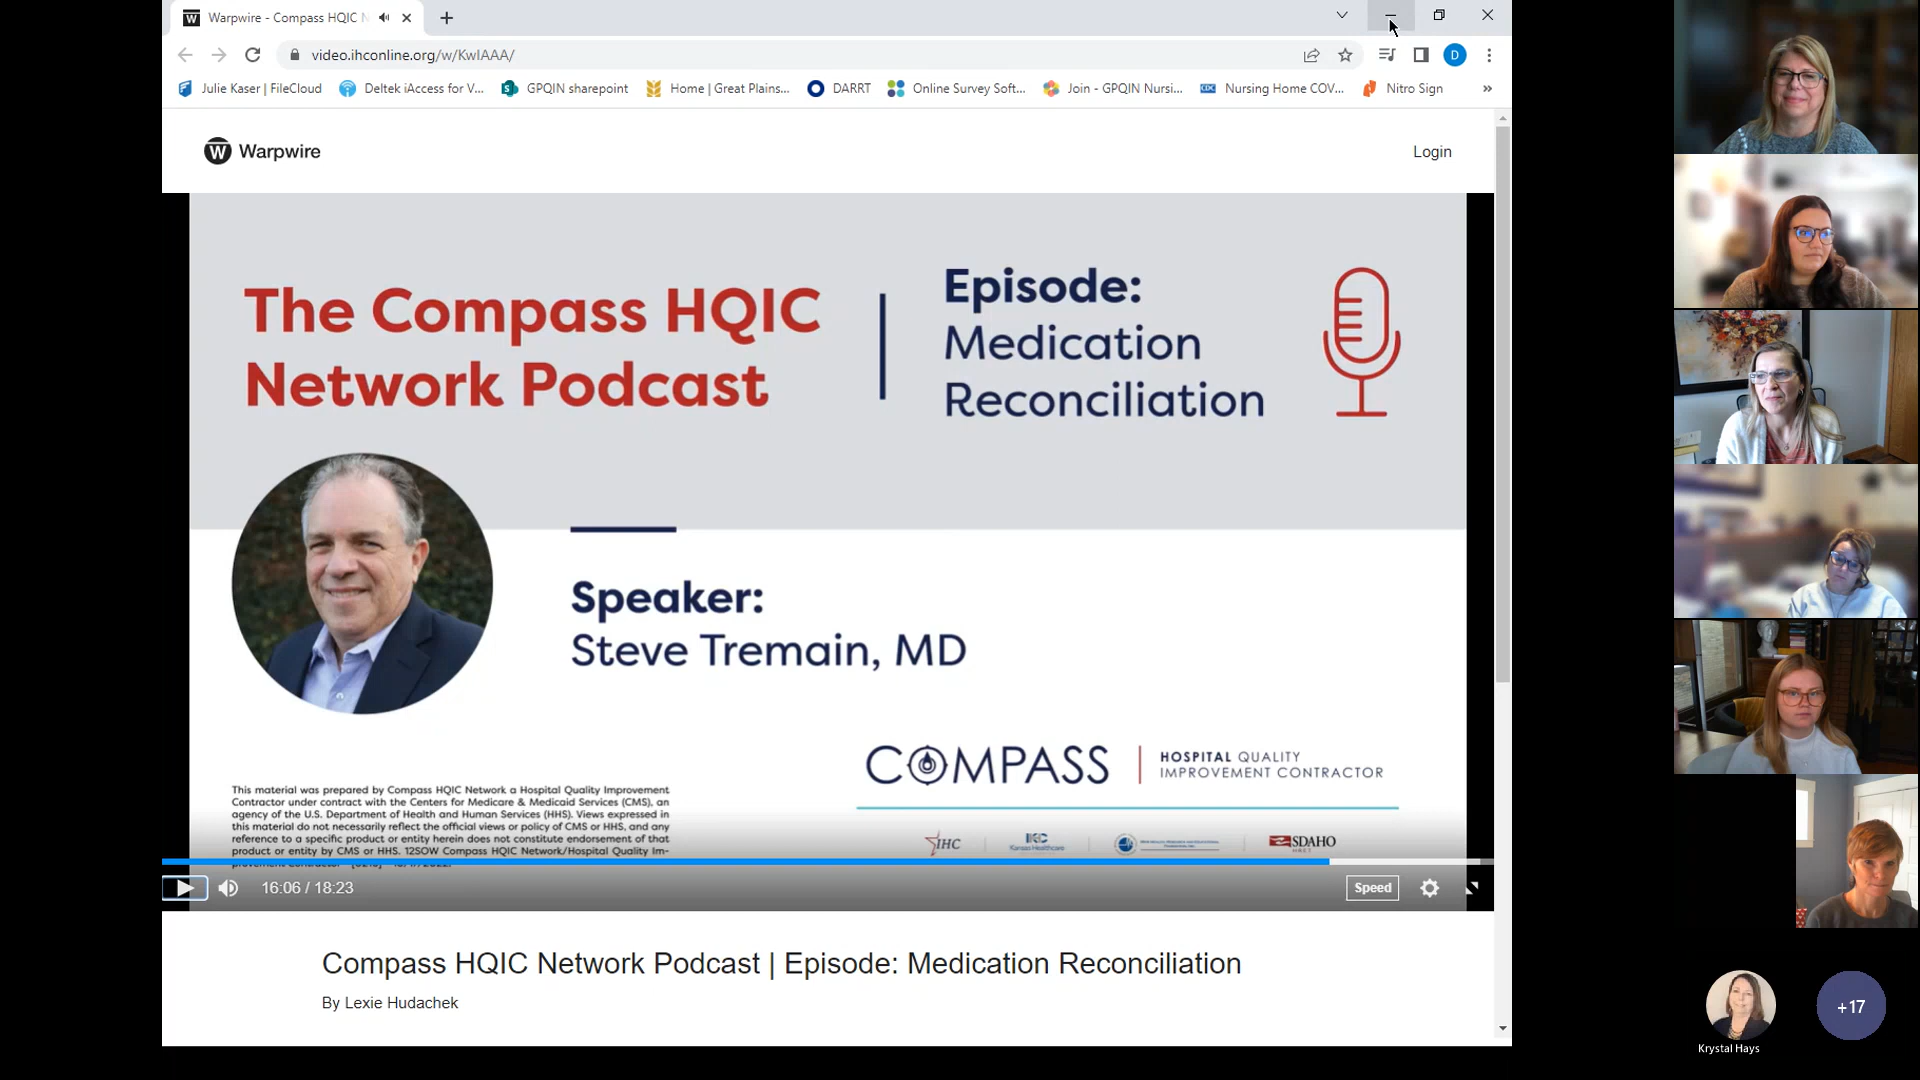 Warpwire - Compass HQIC N
video.ihconline.org/w/KwIAAA/
D
Julie Kaser | FileCloud
Deltek iAccess for V...
GPQIN sharepoint
Home | Great Plains...
DARRT
Online Survey Soft...
Join - GPQIN Nursi...
CDC
Nursing Home COV...
Nitro Sign
»
W Warpwire
Login
The Compass HQIC
Network Podcast
Episode:
Medication
Reconciliation
Speaker:
Steve Tremain, MD
COMPASS
HOSPITAL QUALITY
IMPROVEMENT CONTRACTOR
This material was prepared by Compass HQIC Network a Hospital Quality Improvement
Contractor under contract with the Centers for Medicare & Medicaid Services (CMS), an
agency of the U.S. Department of Health and Human Services (HHS). Views expressed in
this material do not necessarily reflect the official views or policy of CMS or HHS, and any
reference to a specific product or entity herein does not constitute endorsement of that
product or entity by CMS or HHS. 12SOW Compass HQIC Network/Hospital Quality Im-
IHC
Kansas Healthcare
SDAHO
16:06 / 18:23
Speed
Compass HQIC Network Podcast | Episode: Medication Reconciliation
By Lexie Hudachek
+17
Krystal Hays